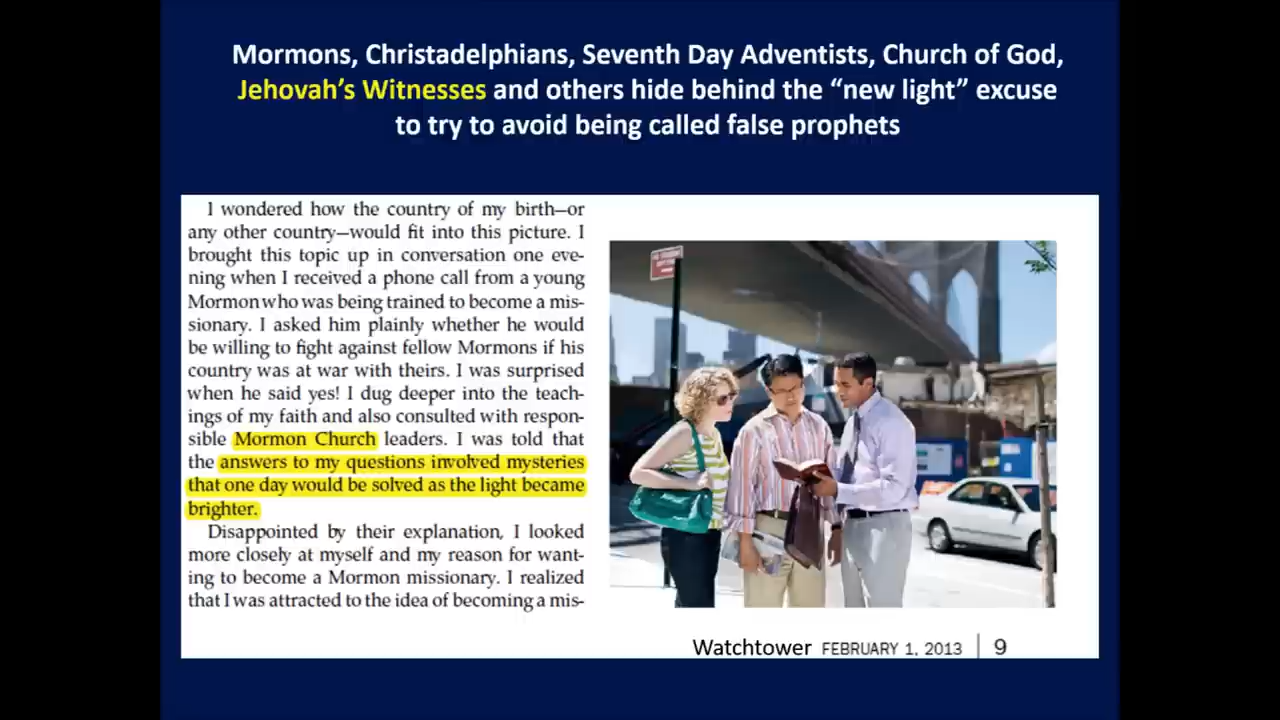 Mormons, Christadelphians, Seventh Day Adventists, Church of God,
Jehovah’s Witnesses and others hide behind the “new light” excuse
to try to avoid being called false prophets
I wondered how the country of my birth—or
any other country—would fit into this picture. I
brought this topic up in conversation one eve-
ning when I received a phone call from a young
Mormon who was being trained to become a mis-
sionary. I asked him plainly whether he would
be willing to fight against fellow Mormons if his
country was at war with theirs. I was surprised
when he said yes! I dug deeper into the teach-
ings of my faith and also consulted with respon-
sible Mormon Church leaders. I was told that
the answers to my questions involved mysteries
that one day would be solved as the light became
brighter.
Disappointed by their explanation, I looked
more closely at myself and my reason for want-
ing to become a Mormon missionary. I realized
that I was attracted to the idea of becoming a mis-
Watchtower FEBRUARY 1, 2013 | 9